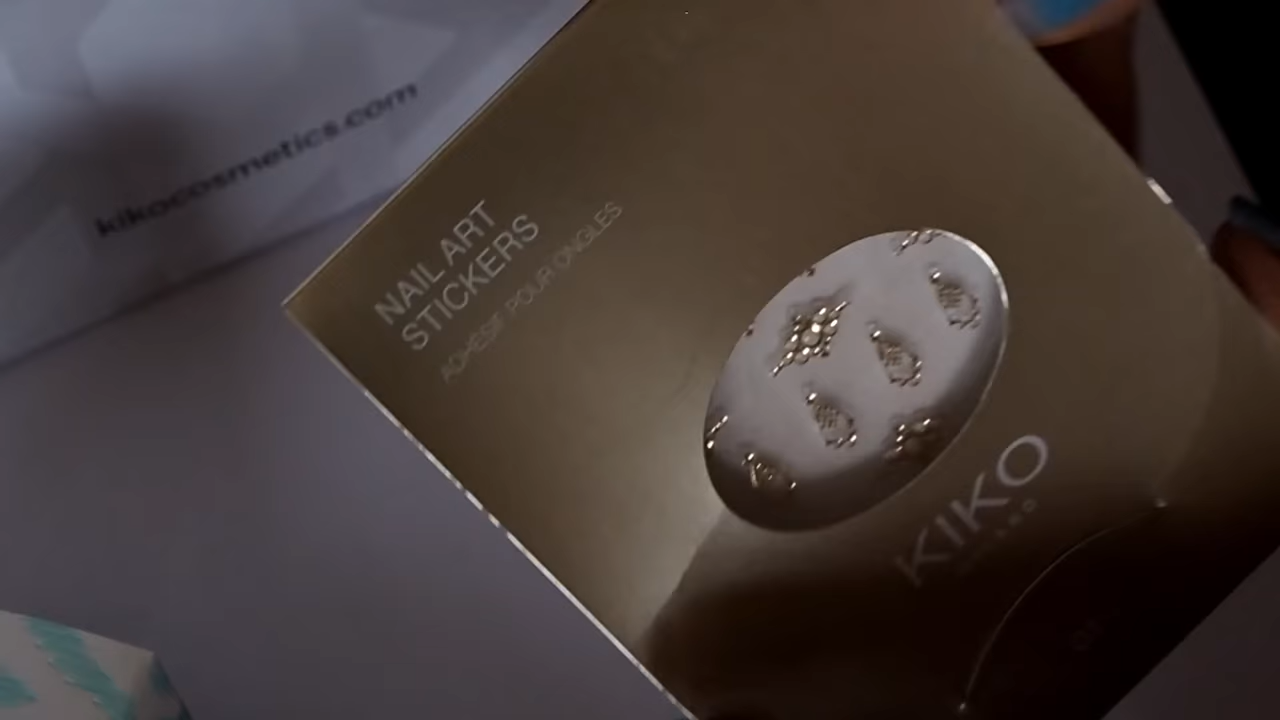 kikocosmetics.com
NAIL ART
STICKERS
ADHÉSIF POUR ONGLES
KIKO